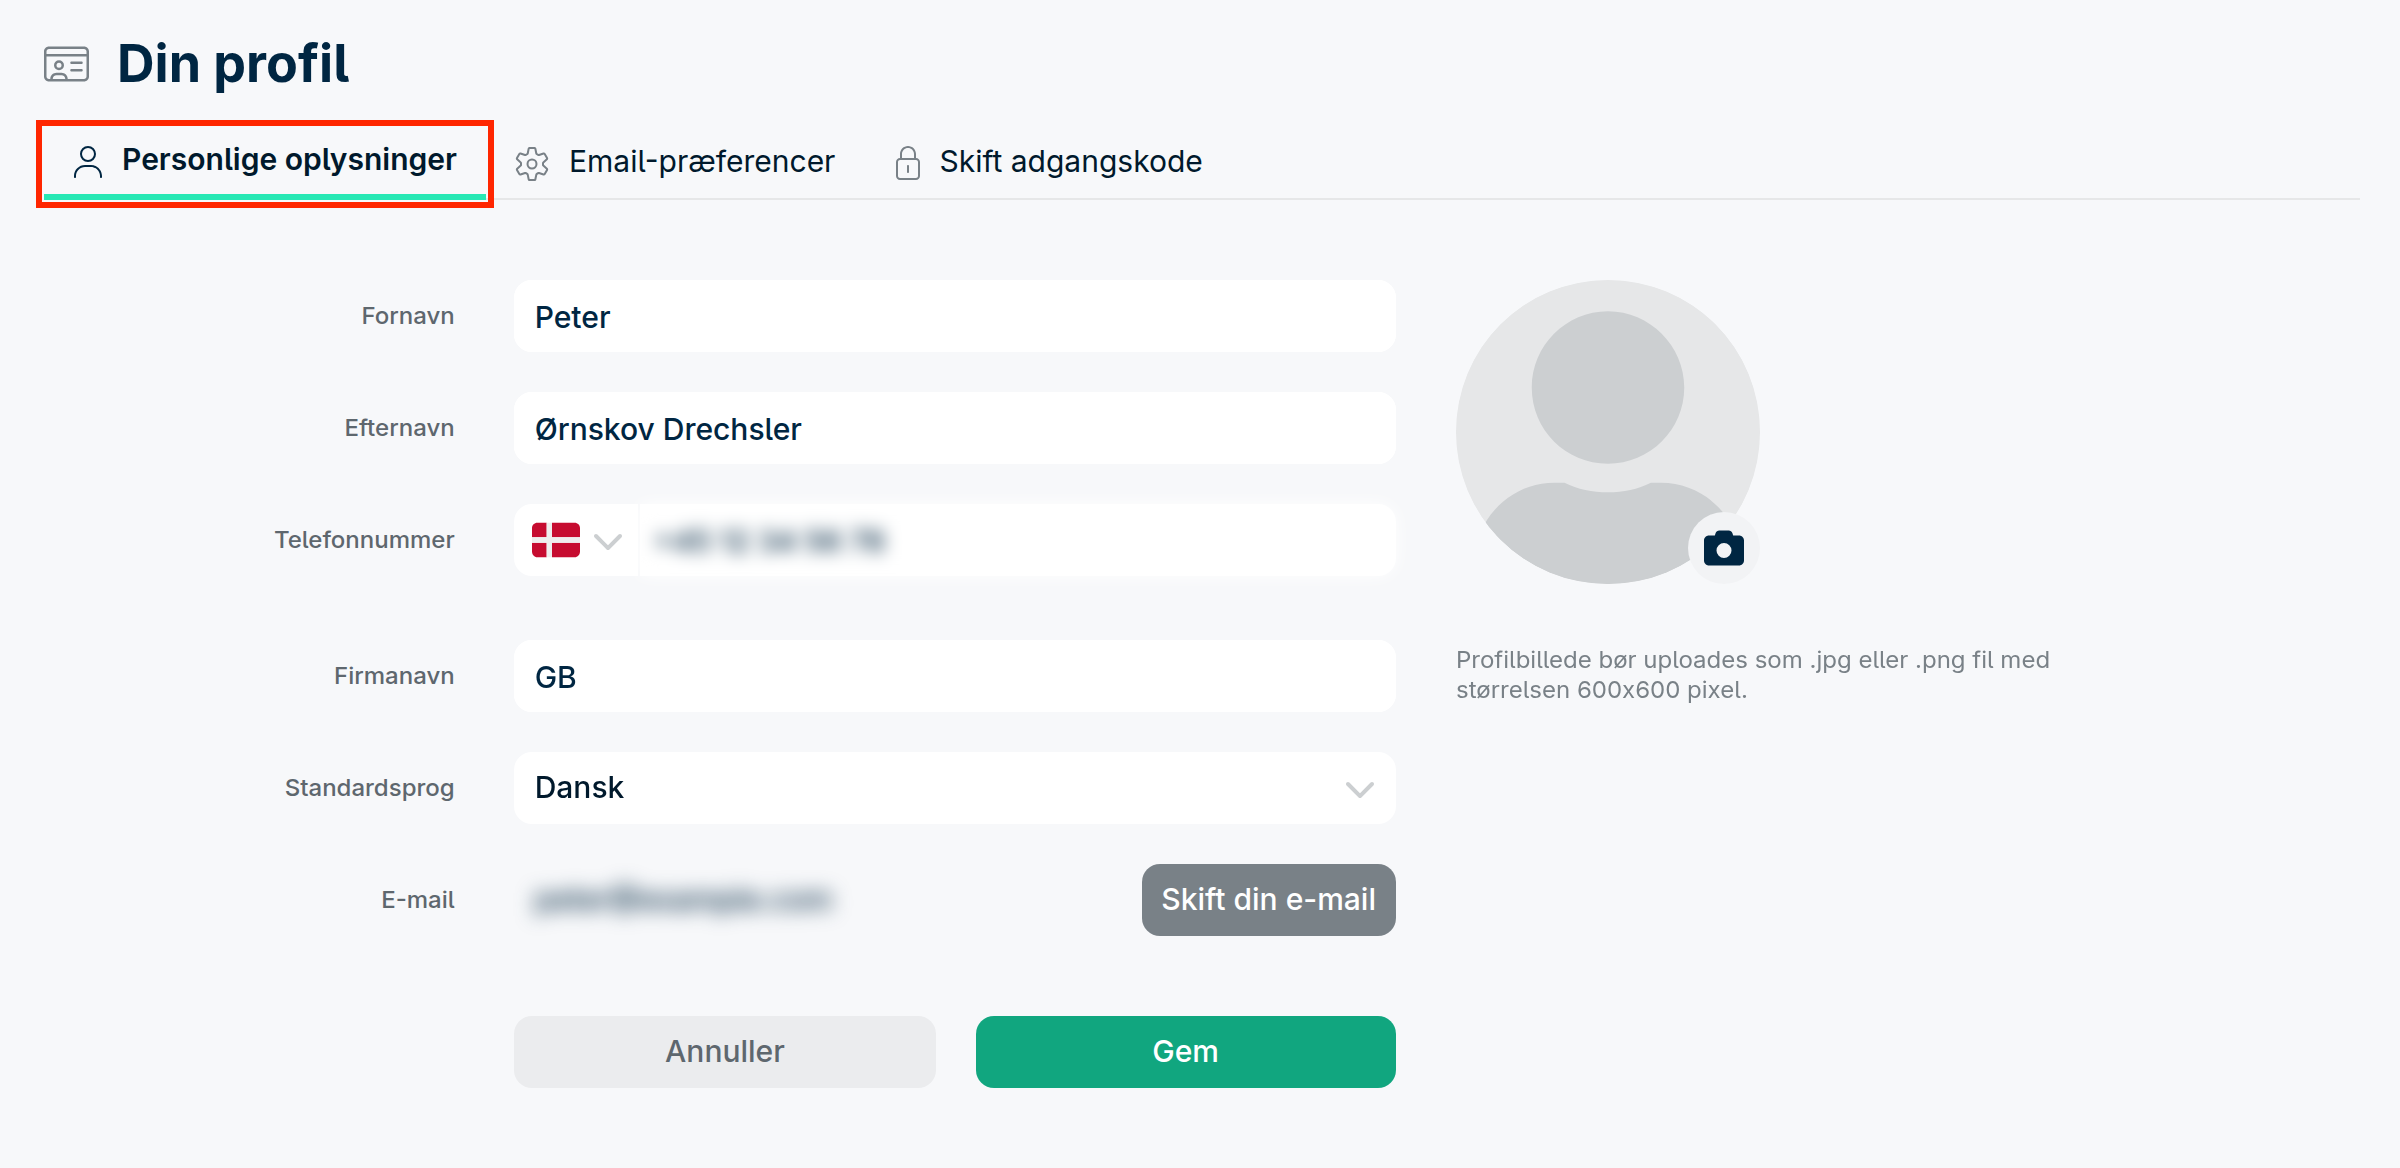 Din profil
Personlige oplysninger
Email-præferencer
Skift adgangskode
Fornavn
Peter
Efternavn
Ørnskov Drechsler
Telefonnummer
Firmanavn
GB
Standardsprog
Dansk
E-mail
Skift din e-mail
Annuller
Gem
Profilbillede bør uploades som .jpg eller .png fil med
størrelsen 600x600 pixel.